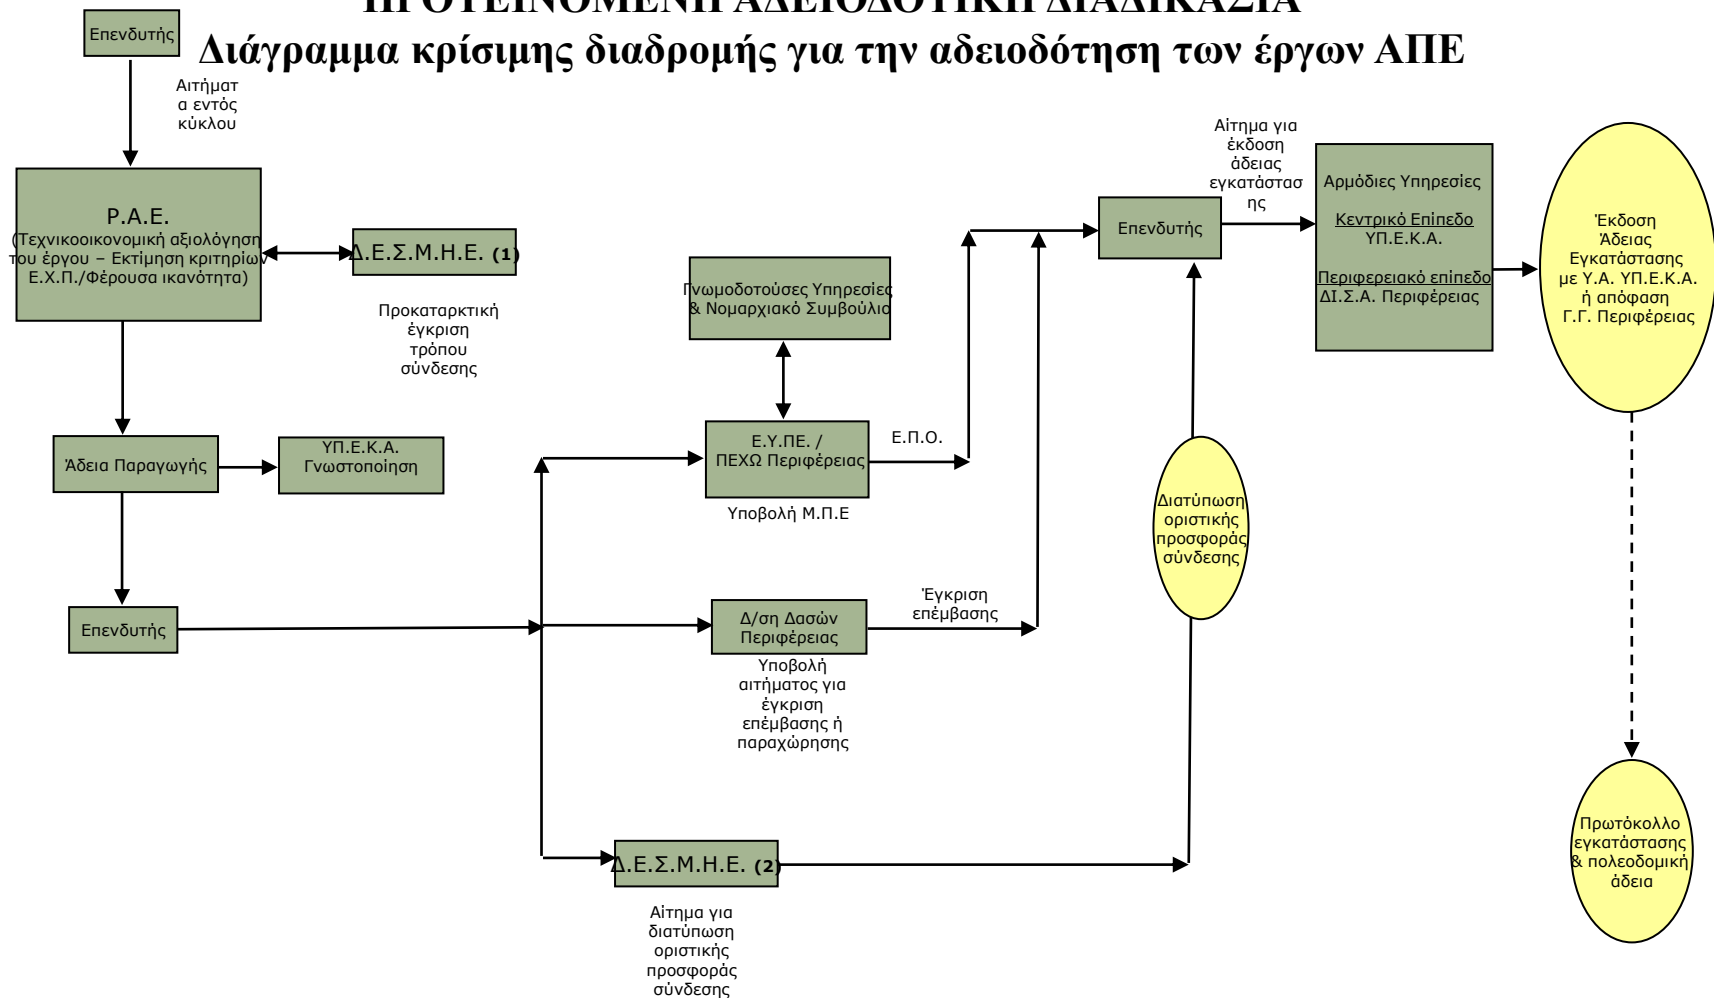 ΠΡΟΤΕΙΝΟΜΕΝΗ ΑΔΕΙΟΔΟΤΙΚΗ ΔΙΑΔΙΚΑΣΙΑ
Διάγραμμα κρίσιμης διαδρομής για την αδειοδότηση των έργων ΑΠΕ
Επενδυτής
Αιτήματ
α εντός
κύκλου
Ρ.Α.Ε.
(Τεχνικοοικονομική αξιολόγηση
του έργου – Εκτίμηση κριτηρίων
Ε.Χ.Π./Φέρουσα ικανότητα)
Δ.Ε.Σ.Μ.Η.Ε. (1)
Προκαταρκτική
έγκριση
τρόπου
σύνδεσης
Άδεια Παραγωγής
ΥΠ.Ε.Κ.Α.
Γνωστοποίηση
Επενδυτής
Γνωμοδοτούσες Υπηρεσίες
& Νομαρχιακό Συμβούλιο
Ε.Υ.ΠΕ. /
ΠΕΧΩ Περιφέρειας
Υποβολή Μ.Π.Ε
Ε.Π.Ο.
Δ/ση Δασών
Περιφέρειας
Υποβολή
αιτήματος για
έγκριση
επέμβασης ή
παραχώρησης
Έγκριση
επέμβασης
Δ.Ε.Σ.Μ.Η.Ε. (2)
Αίτημα για
διατύπωση
οριστικής
προσφοράς
σύνδεσης
Διατύπωση
οριστικής
προσφοράς
σύνδεσης
Επενδυτής
Αίτημα για
έκδοση
άδειας
εγκατάστασ
ης
Αρμόδιες Υπηρεσίες
Κεντρικό Επίπεδο
ΥΠ.Ε.Κ.Α.
Περιφερειακό επίπεδο
ΔΙ.Σ.Α. Περιφέρειας
Έκδοση
Άδειας
Εγκατάστασης
με Υ.Α. ΥΠ.Ε.Κ.Α.
ή απόφαση
Γ.Γ. Περιφέρειας
Πρωτόκολλο
εγκατάστασης
& πολεοδομική
άδεια